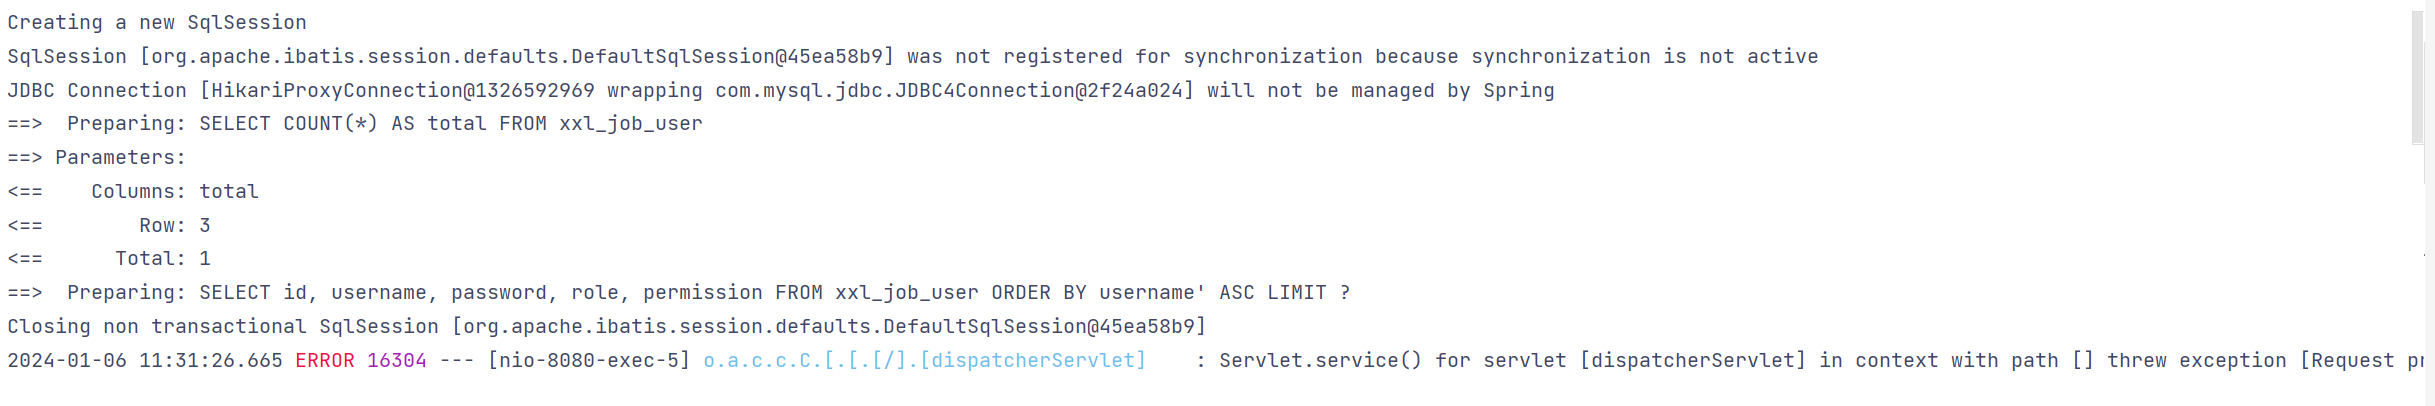 Creating a new SqlSession
SqlSession [org.apache.ibatis.session.defaults.DefaultSqlSession@45ea58b9] was not registered for synchronization because synchronization is not active
JDBC Connection [HikariProxyConnection@1326592969 wrapping com.mysql.jdbc.JDBC4Connection@2f24a024] will not be managed by Spring
==>  Preparing: SELECT COUNT(*) AS total FROM xxl_job_user
==> Parameters:
<==    Columns: total
<==        Row: 3
<==      Total: 1
==>  Preparing: SELECT id, username, password, role, permission FROM xxl_job_user ORDER BY username' ASC LIMIT ?
Closing non transactional SqlSession [org.apache.ibatis.session.defaults.DefaultSqlSession@45ea58b9]
2024-01-06 11:31:26.665 ERROR 16304 --- [nio-8080-exec-5] o.a.c.c.C.[.[.[/].[dispatcherServlet]    : Servlet.service() for servlet [dispatcherServlet] in context with path [] threw exception [Request